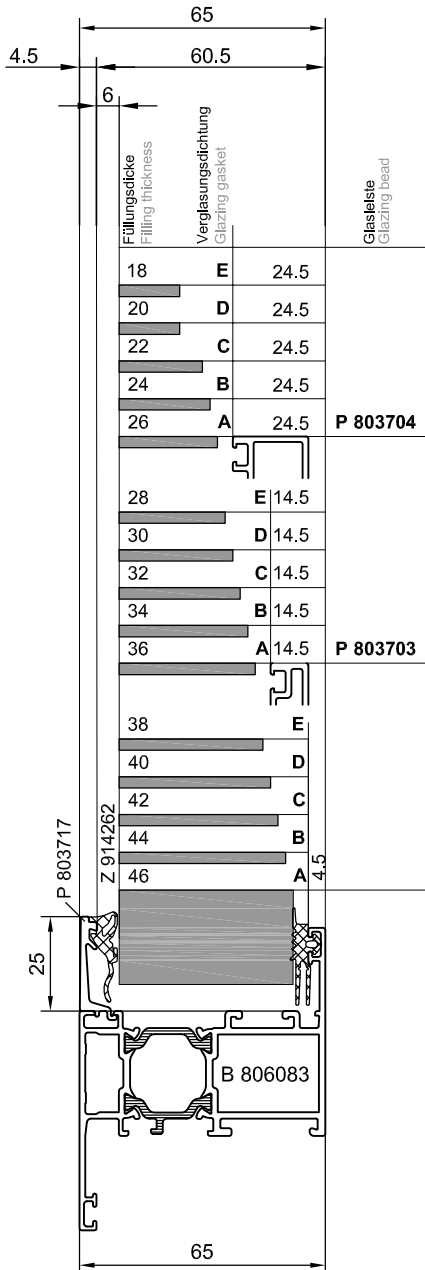 65
4.5 60.5
6
Füllungsdicke
Filling thickness
Verglasungsdichtung
Glazing gasket
Glasleiste
Glazing bead
18 E 24.5
20 D 24.5
22 C 24.5
24 B 24.5
26 A 24.5 P 803704
28 E 14.5
30 D 14.5
32 C 14.5
34 B 14.5
36 A 14.5 P 803703
38 E
40 D
42 C
44 B
46 A 4.5
P 803717
Z 914262
25
B 806083
65